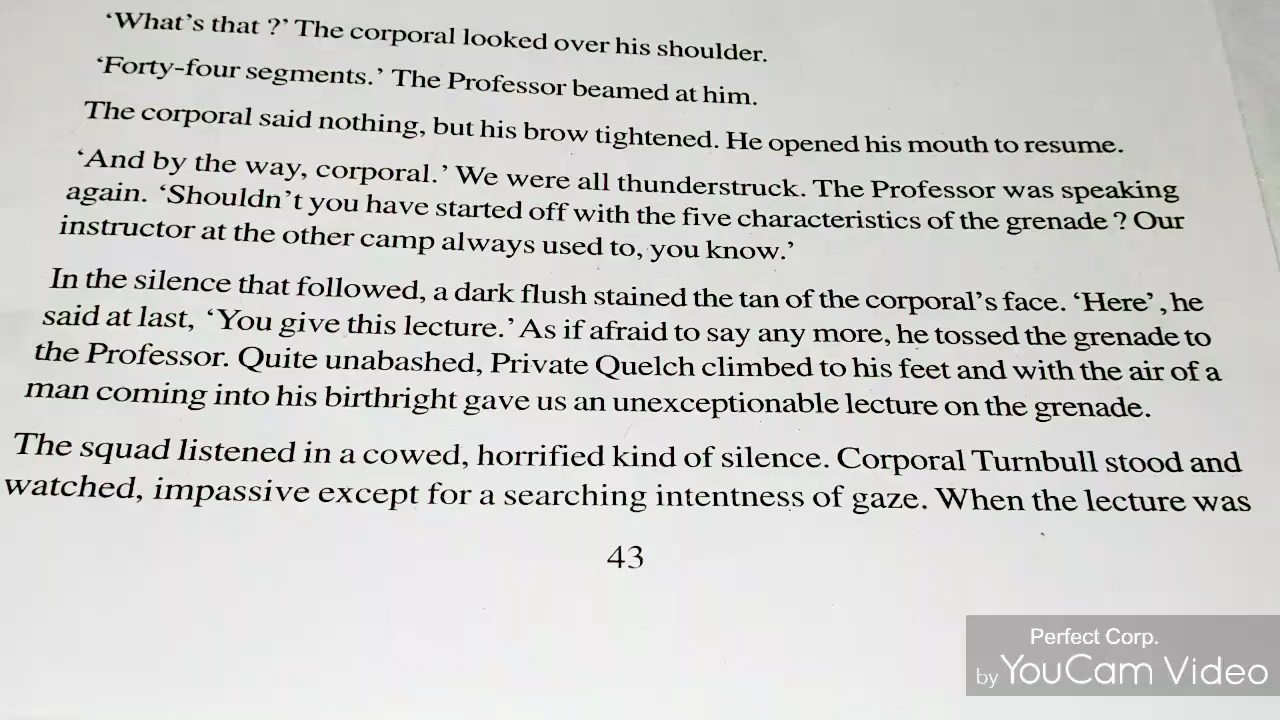 ‘What’s that ?’ The corporal looked over his shoulder.
‘Forty-four segments.’ The Professor beamed at him.
The corporal said nothing, but his brow tightened. He opened his mouth to resume.
‘And by the way, corporal.’ We were all thunderstruck. The Professor was speaking
again. ‘Shouldn’t you have started off with the five characteristics of the grenade ? Our
instructor at the other camp always used to, you know.’
In the silence that followed, a dark flush stained the tan of the corporal’s face. ‘Here’, he
said at last, ‘You give this lecture.’ As if afraid to say any more, he tossed the grenade to
the Professor. Quite unabashed, Private Quelch climbed to his feet and with the air of a
man coming into his birthright gave us an unexceptionable lecture on the grenade.
The squad listened in a cowed, horrified kind of silence. Corporal Turnbull stood and
watched, impassive except for a searching intentness of gaze. When the lecture was
43
Perfect Corp.
by YouCam Video